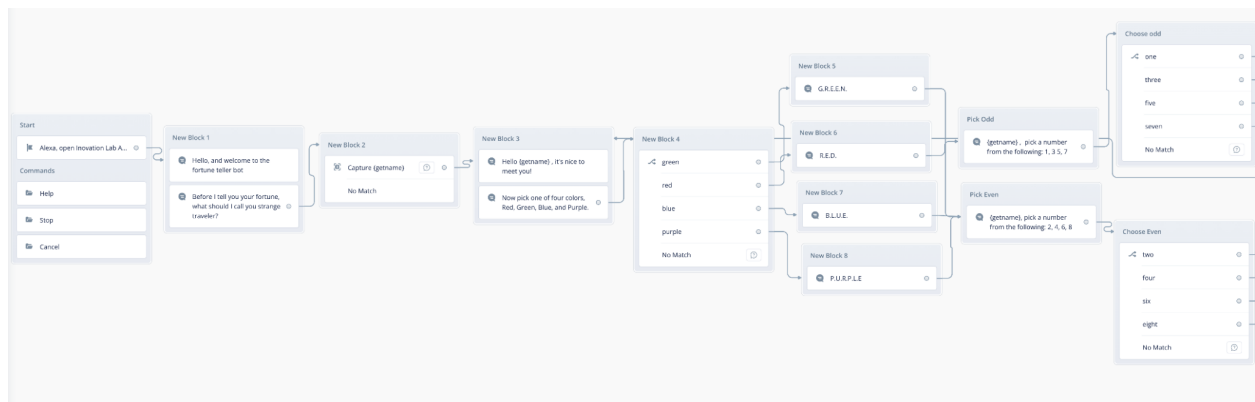 Start
Alexa, open Inovation Lab A...
Commands
Help
Stop
Cancel
New Block 1
Hello, and welcome to the
fortune teller bot
Before I tell you your fortune,
what should I call you strange
traveler?
New Block 2
Capture {getname}
No Match
New Block 3
Hello {getname} , it's nice to
meet you!
Now pick one of four colors,
Red, Green, Blue, and Purple.
New Block 4
green
red
blue
purple
No Match
New Block 5
G.R.E.E.N.
New Block 6
R.E.D.
New Block 7
B.L.U.E.
New Block 8
P.U.R.P.L.E
Pick Odd
{getname} , pick a number
from the following: 1, 3 5, 7
Pick Even
{getname}, pick a number
from the following: 2, 4, 6, 8
Choose odd
one
three
five
seven
No Match
Choose Even
two
four
six
eight
No Match